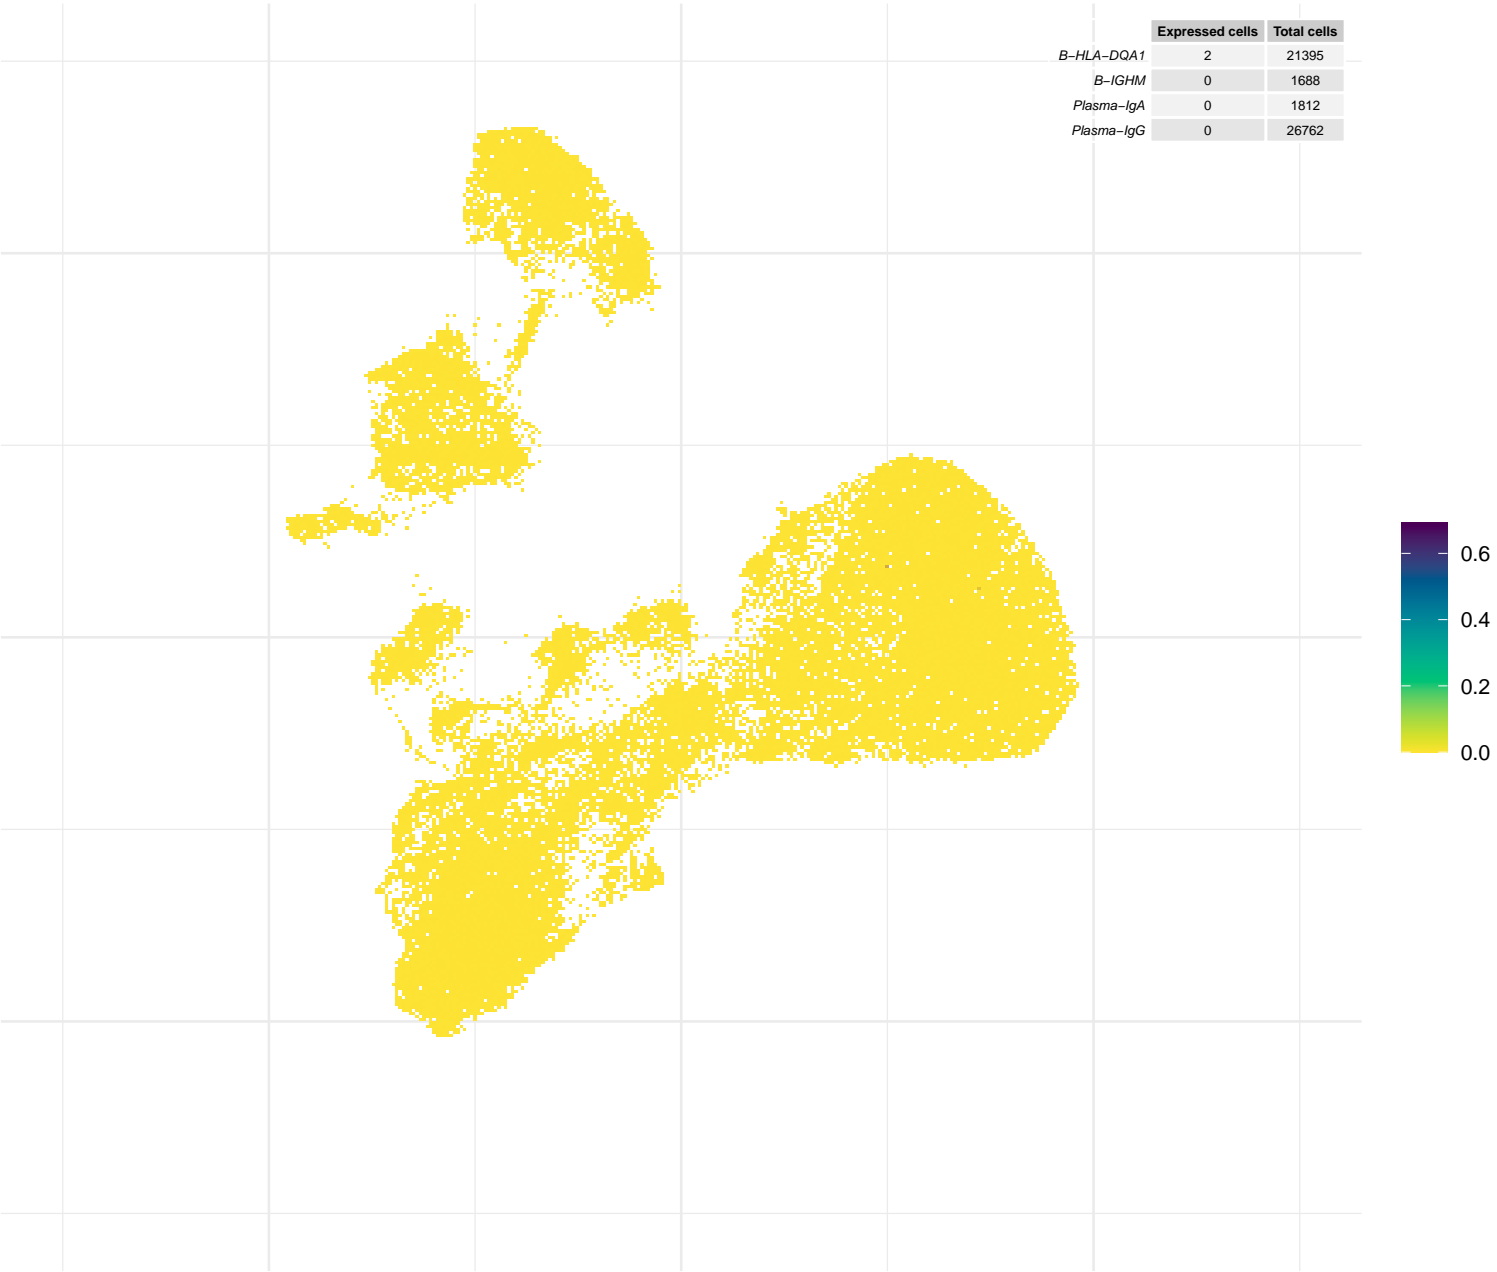 Expressed cells Total cells
B−HLA−DQA1 2 21395
B−IGHM 0 1688
Plasma−IgA 0 1812
Plasma−IgG 0 26762
0.6
0.4
0.2
0.0